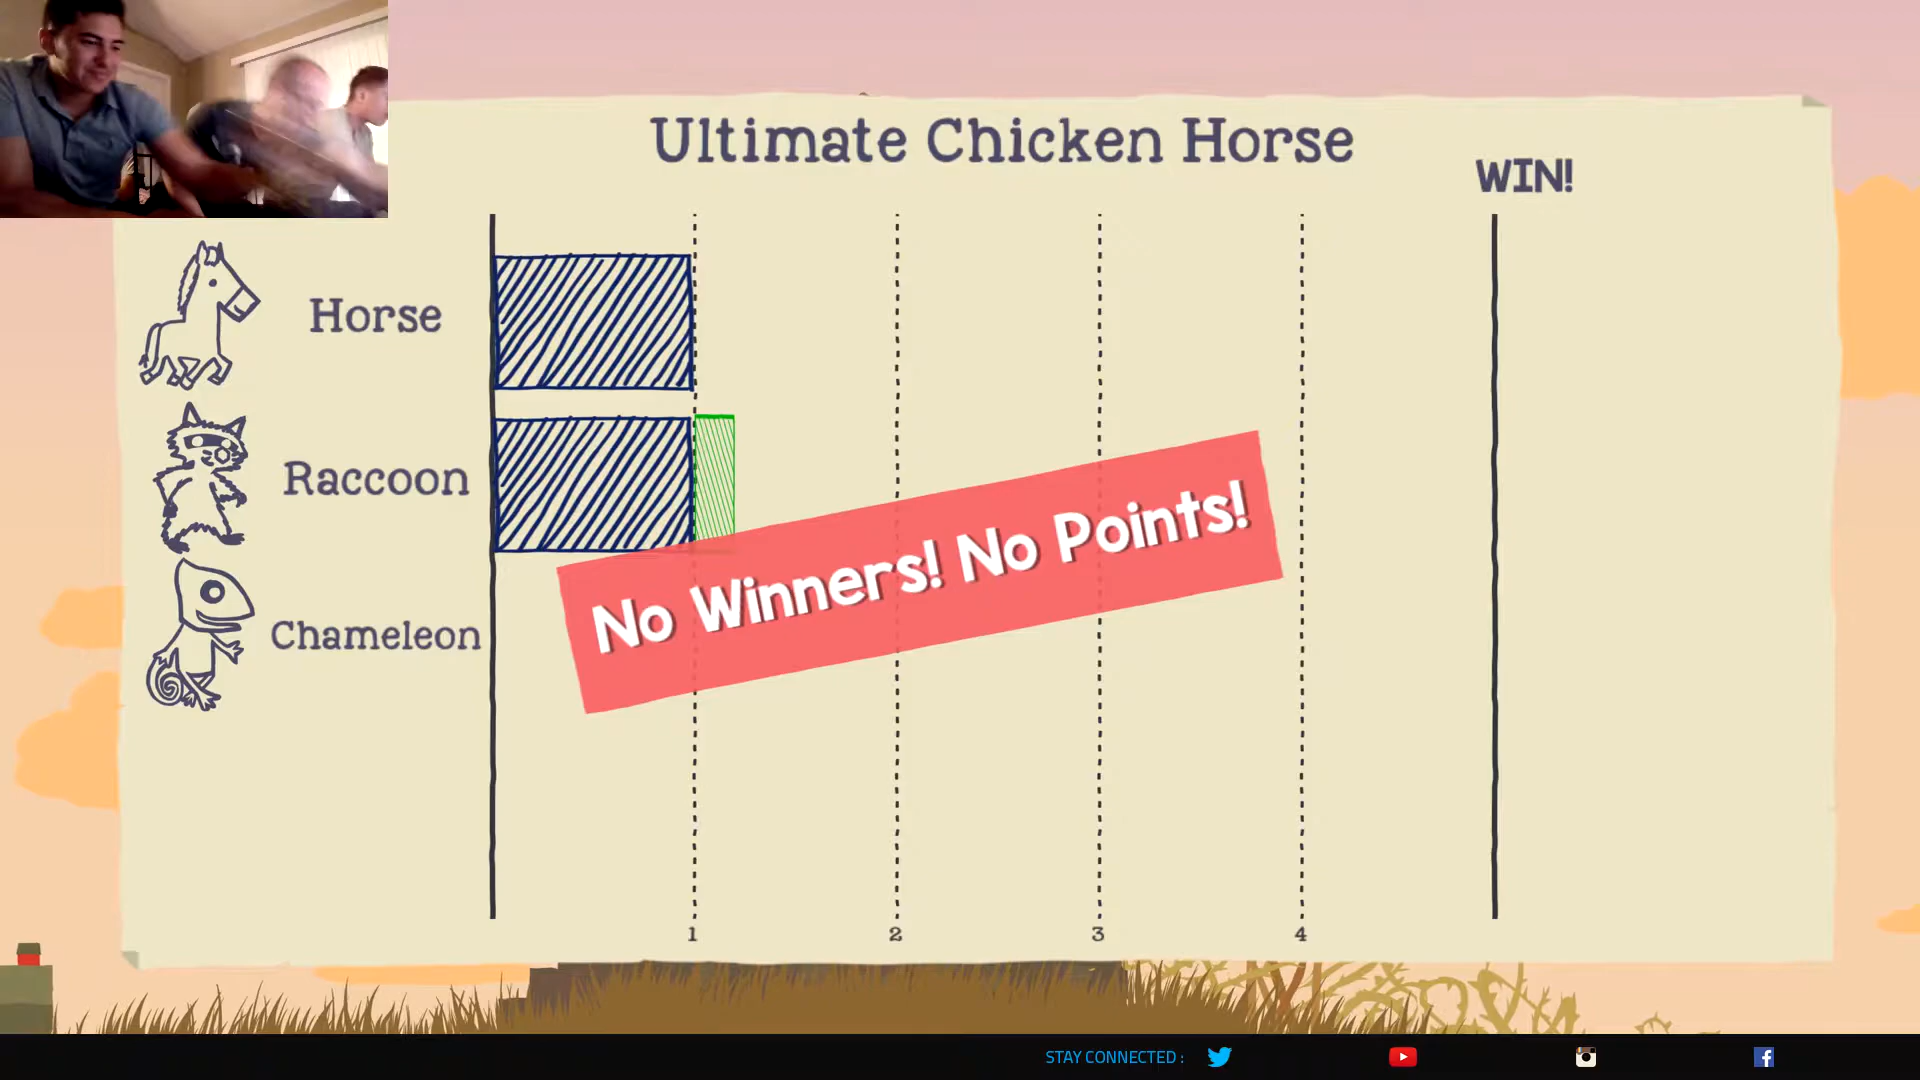 Ultimate Chicken Horse
WIN!
Horse
Raccoon
No Winners! No Points!
Chameleon
1 2 3 4
STAY CONNECTED :